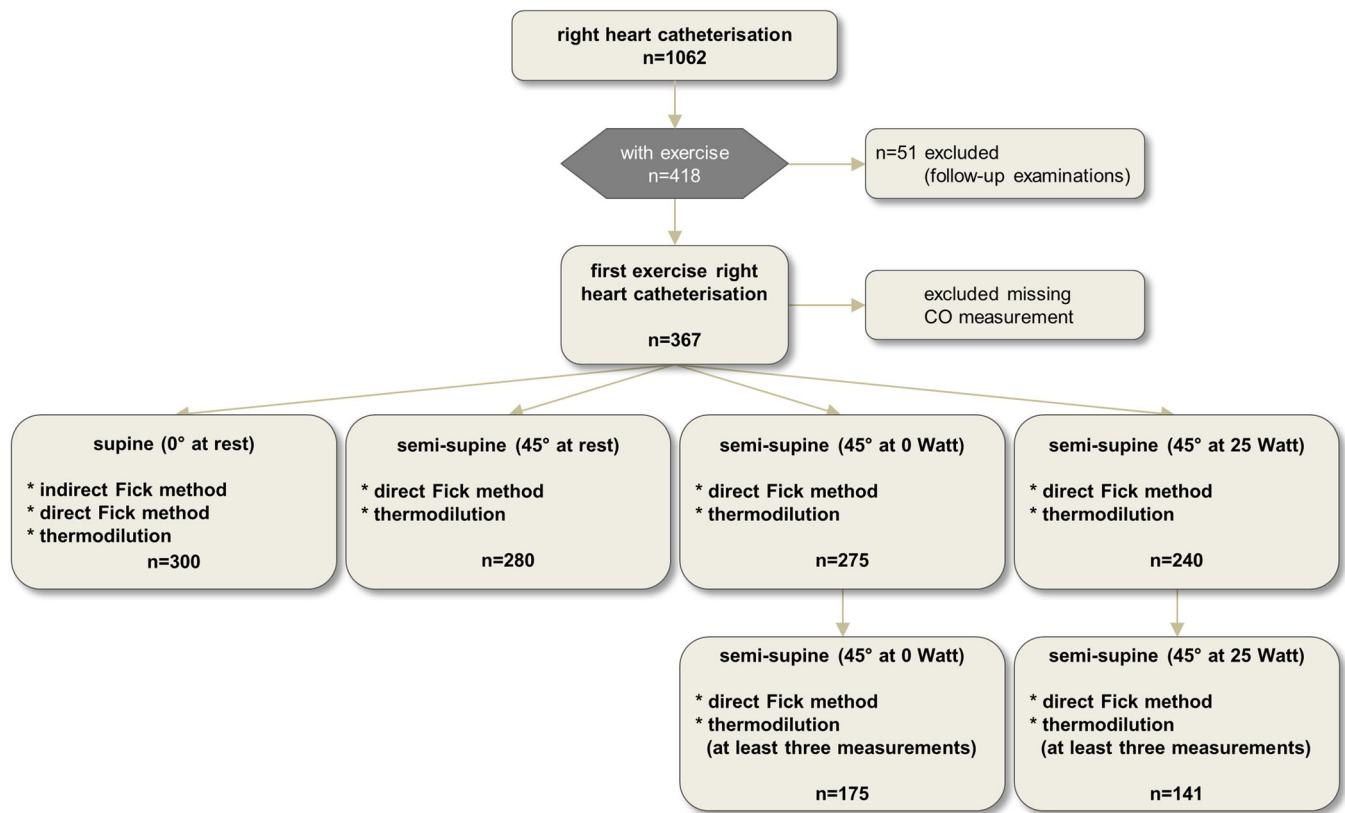 right heart catheterisation
n=1062
with exercise
n=418
n=51 excluded
(follow-up examinations)
first exercise right
heart catheterisation
n=367
excluded missing
CO measurement
supine (0° at rest)
* indirect Fick method
* direct Fick method
* thermodilution
n=300
semi-supine (45° at rest)
* direct Fick method
* thermodilution
n=280
semi-supine (45° at 0 Watt)
* direct Fick method
* thermodilution
n=275
semi-supine (45° at 25 Watt)
* direct Fick method
* thermodilution
n=240
semi-supine (45° at 0 Watt)
* direct Fick method
* thermodilution
(at least three measurements)
n=175
semi-supine (45° at 25 Watt)
* direct Fick method
* thermodilution
(at least three measurements)
n=141